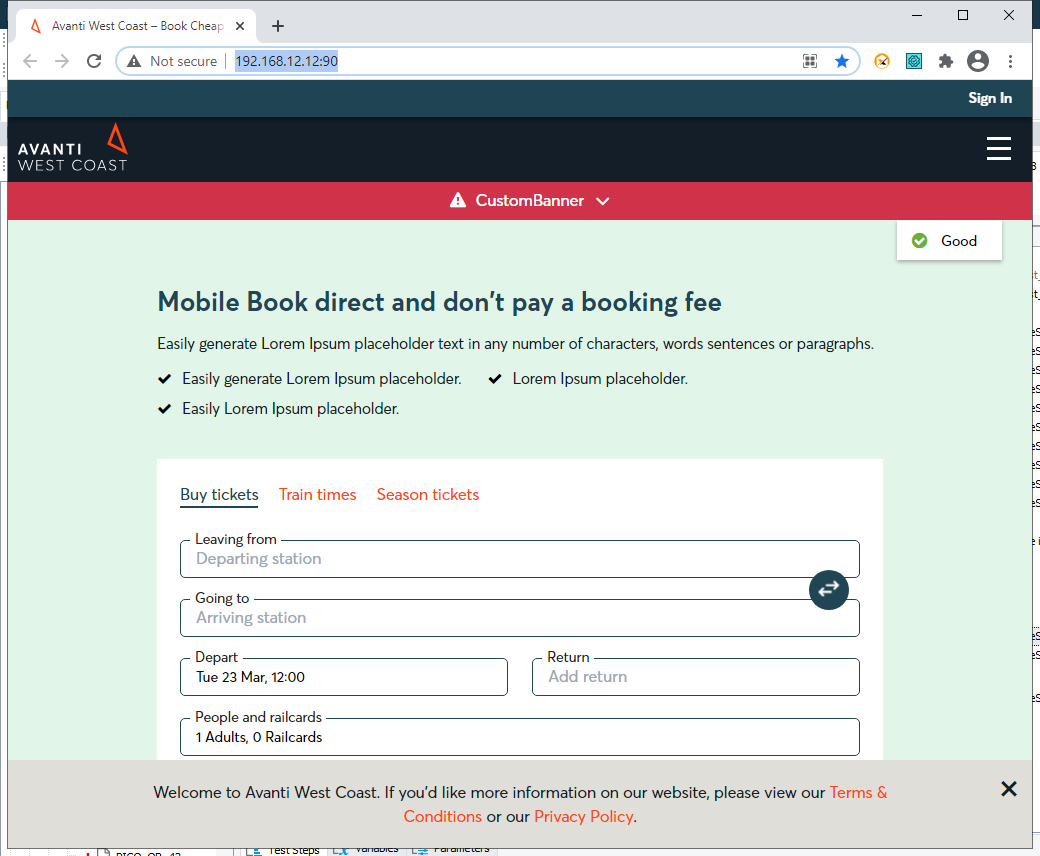 Avanti West Coast – Book Cheap
Not secure
192.168.12.12:90
Sign In
AVANTI
WEST COAST
CustomBanner
Good
Mobile Book direct and don't pay a booking fee
Easily generate Lorem Ipsum placeholder text in any number of characters, words sentences or paragraphs.
Easily generate Lorem Ipsum placeholder. Lorem Ipsum placeholder.
Easily Lorem Ipsum placeholder.
Buy tickets Train times Season tickets
Leaving from
Departing station
Going to
Arriving station
Depart Return
Tue 23 Mar, 12:00 Add return
People and railcards
1 Adults, 0 Railcards
Welcome to Avanti West Coast. If you'd like more information on our website, please view our Terms &
Conditions or our Privacy Policy.
Test Steps Variables Parameters